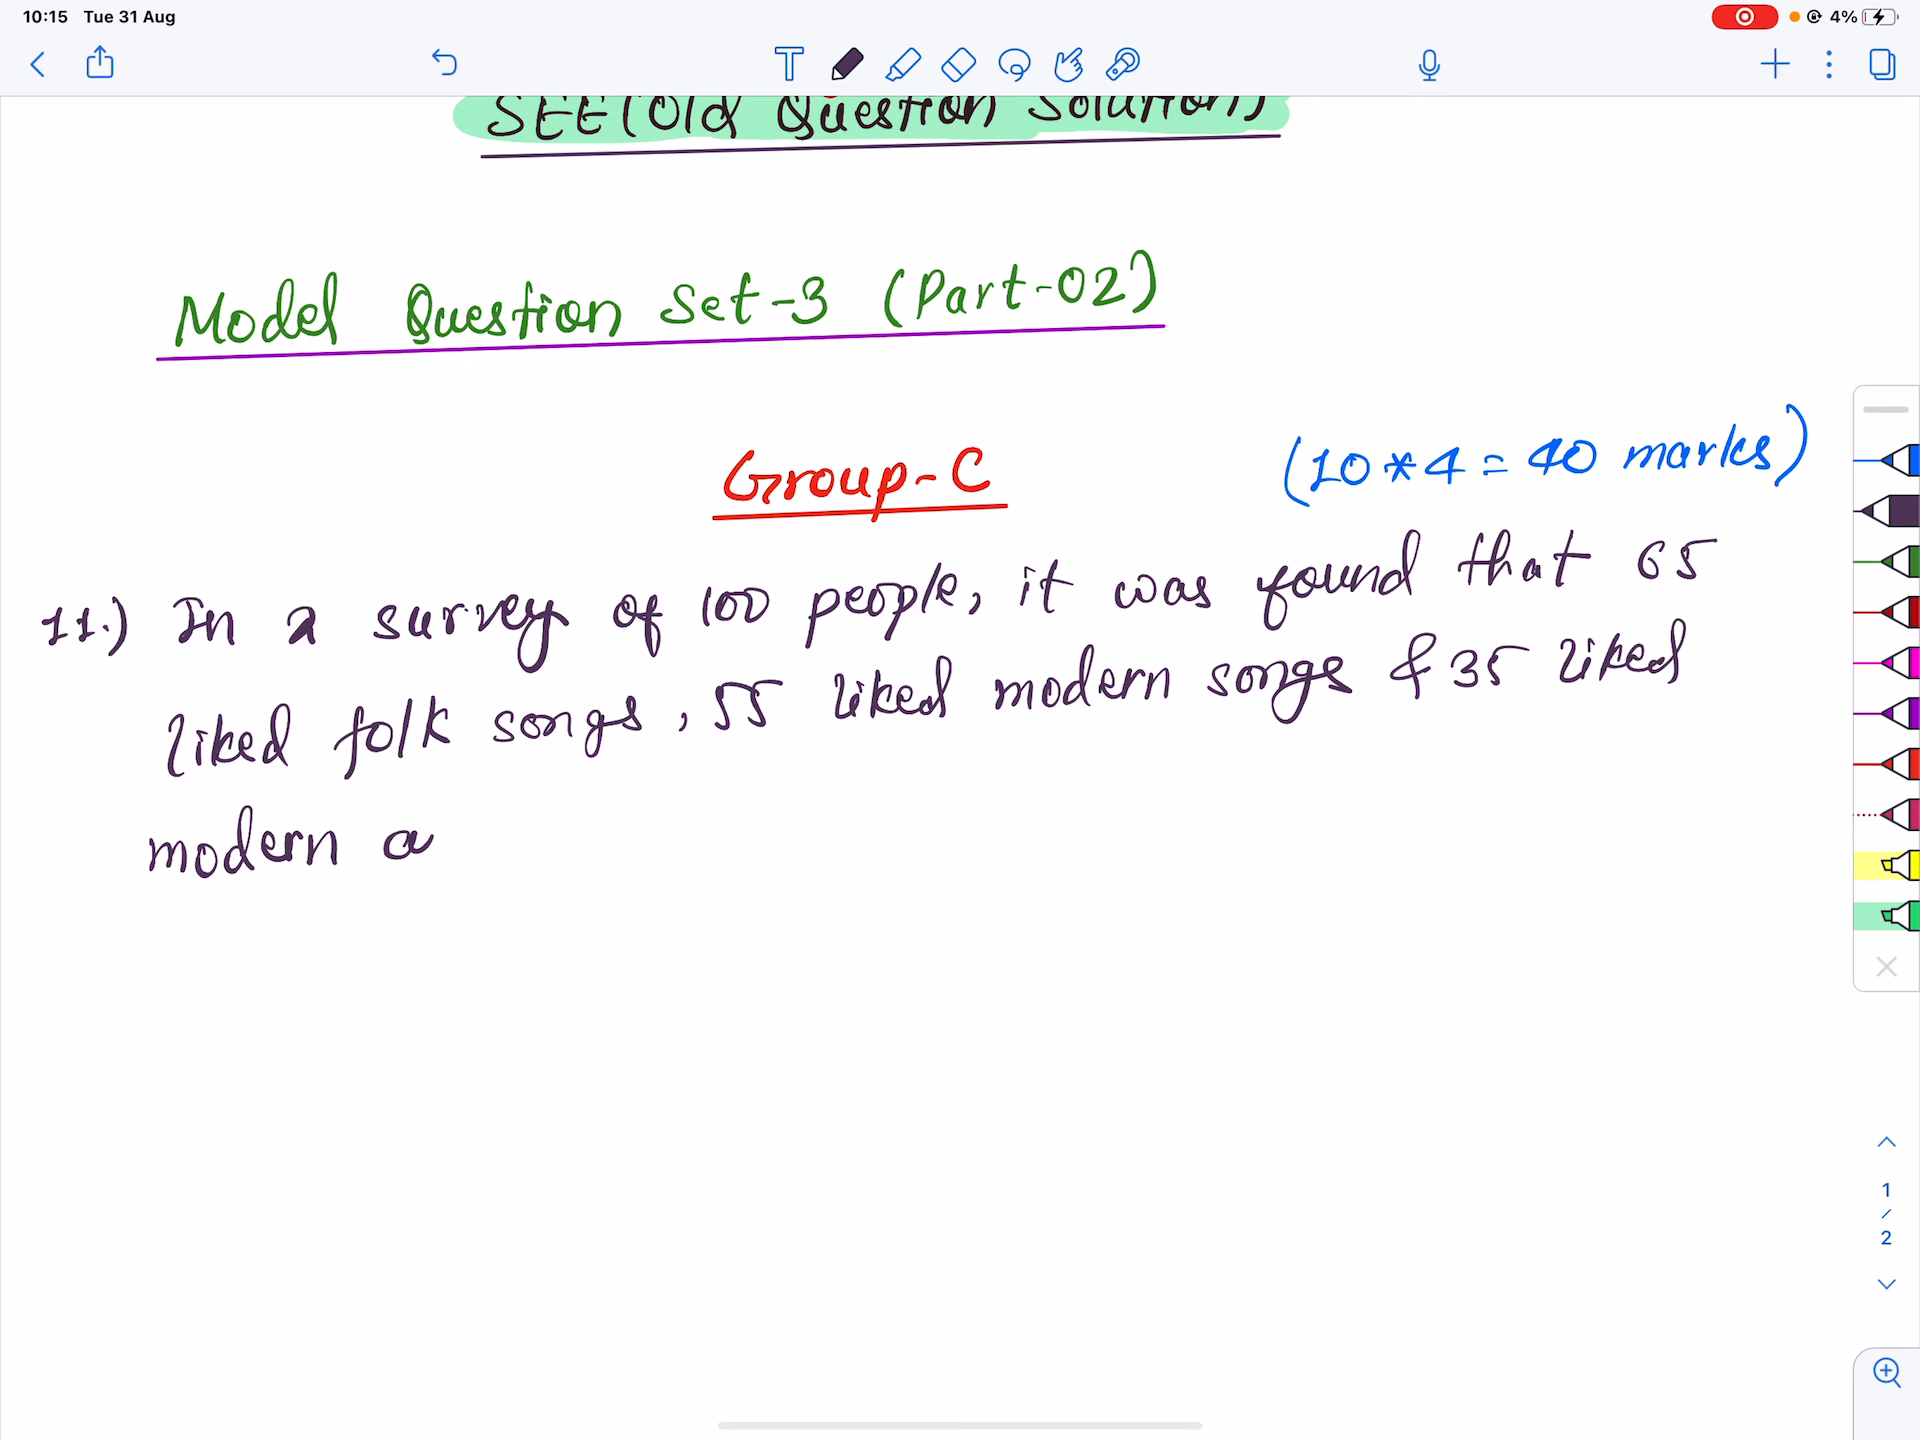 10:15 Tue 31 Aug
4%
SEE (Old Question Solution)
Model Question Set-3 (Part-02)
Group-C
(10*4 = 40 marks)
11.) In a survey of 100 people, it was found that 65
liked folk songs, 55 liked modern songs & 35 liked
modern a
1
/
2